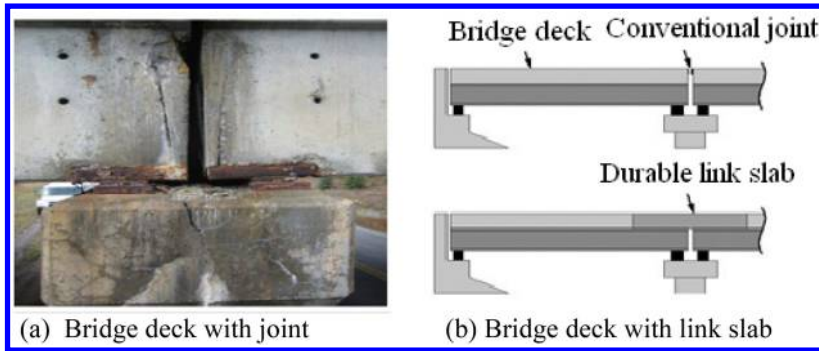 Bridge deck Conventional joint
Durable link slab
(a) Bridge deck with joint
(b) Bridge deck with link slab